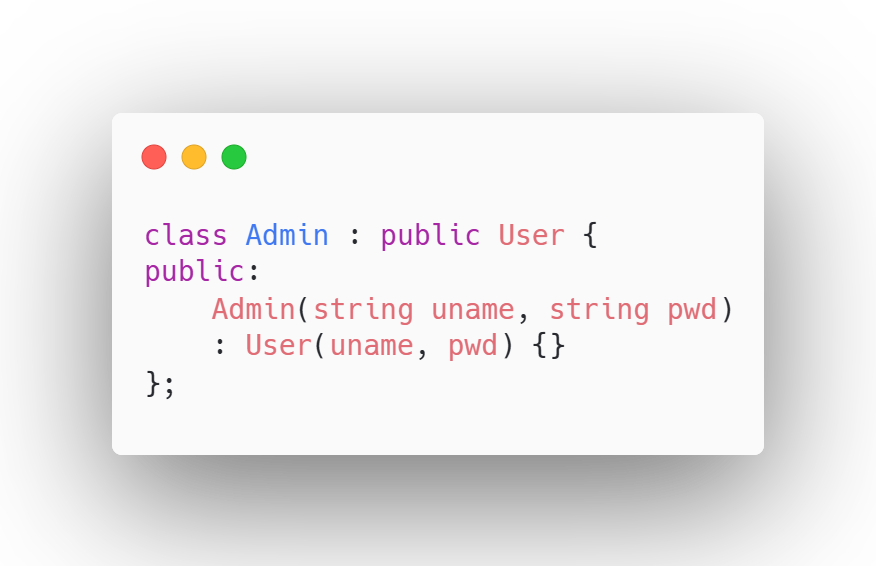 class Admin : public User {
public:
    Admin(string uname, string pwd)
    : User(uname, pwd) {}
};